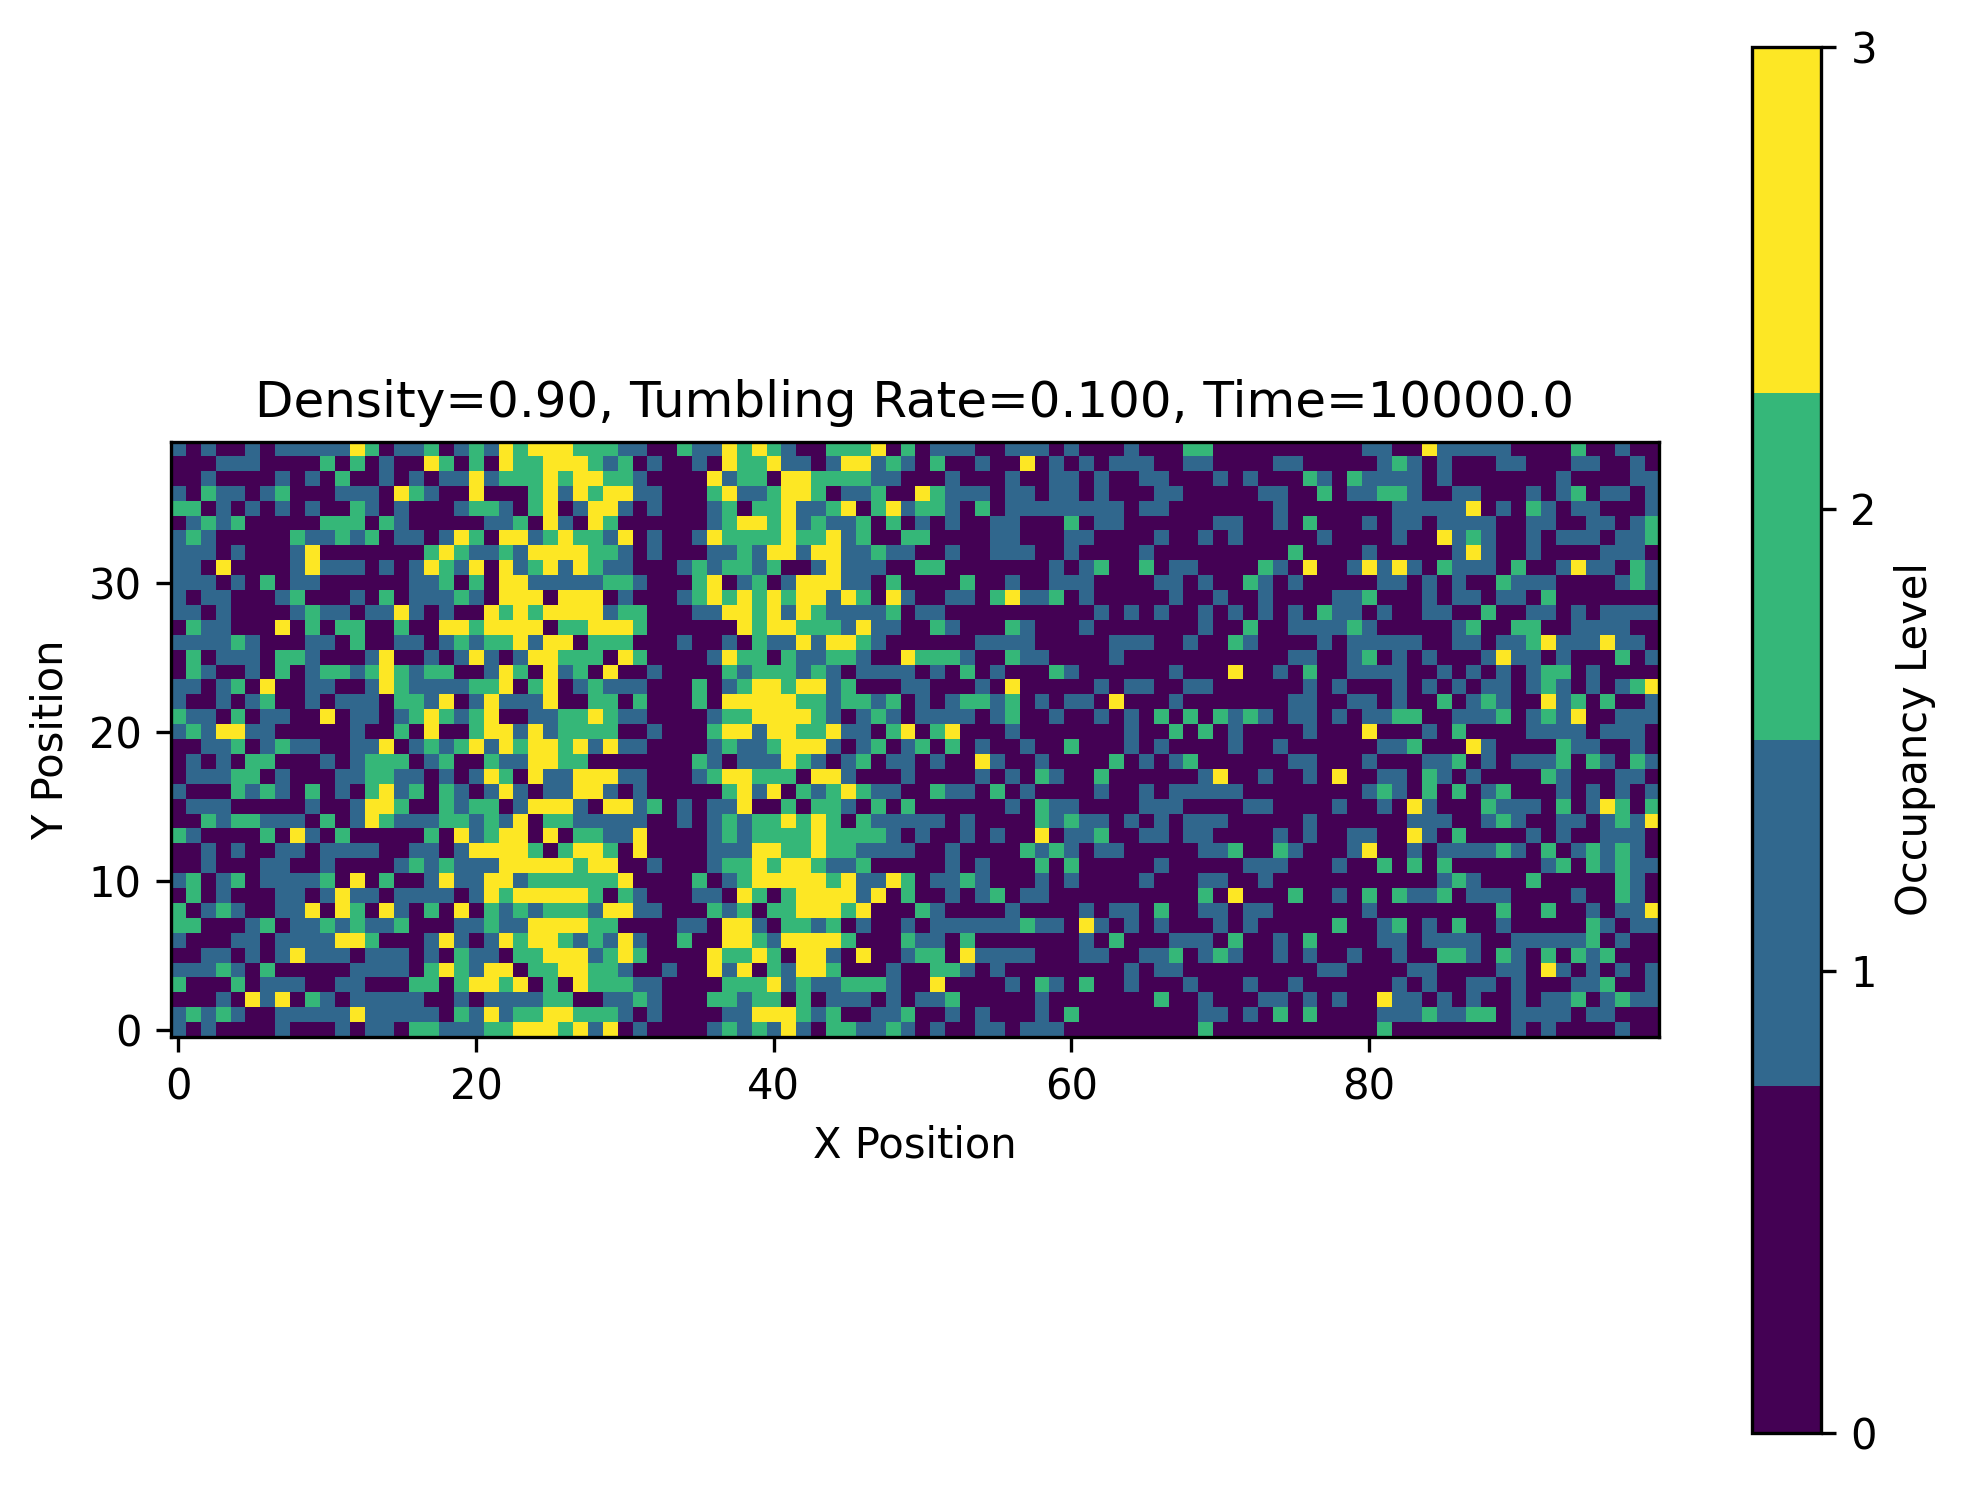 Density=0.90, Tumbling Rate=0.100, Time=10000.0
Y Position
30
20
10
0
0 20 40 60 80
X Position
3
2
1
0
Occupancy Level